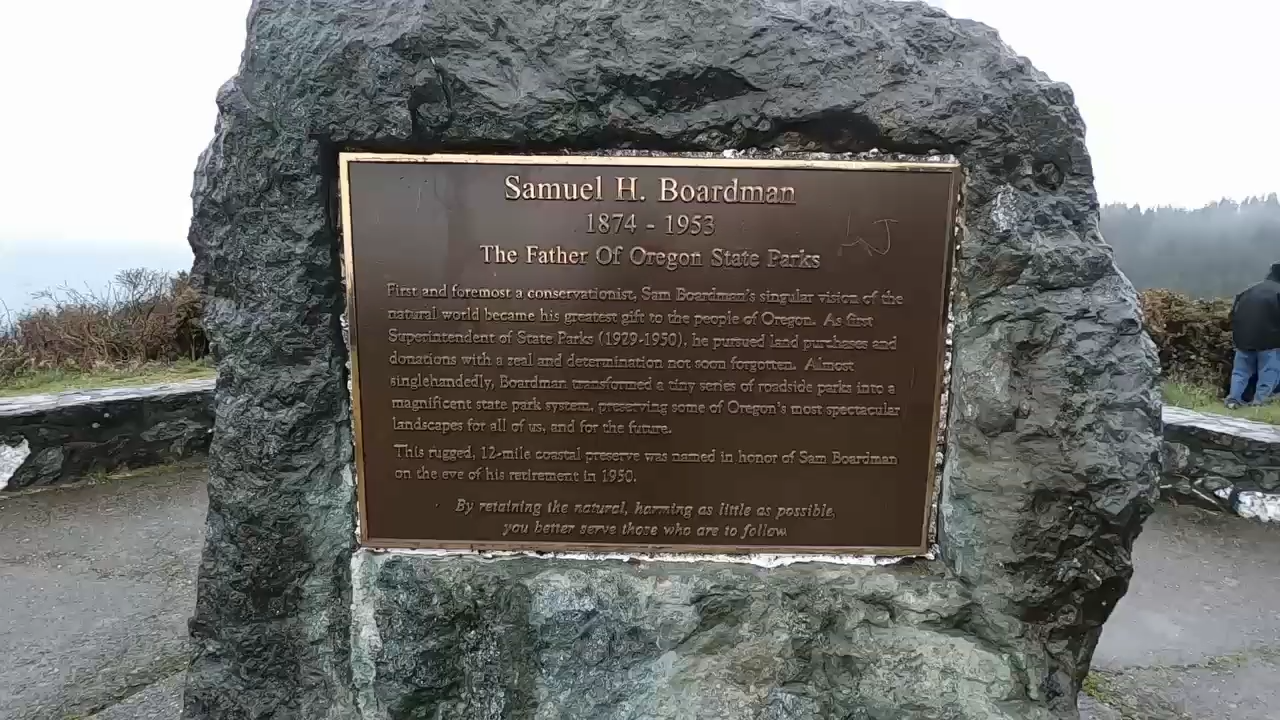 Samuel H. Boardman
1874 - 1953
The Father Of Oregon State Parks
First and foremost a conservationist, Sam Boardman's singular vision of the
natural world became his greatest gift to the people of Oregon. As first
Superintendent of State Parks (1929-1950), he pursued land purchases and
donations with a zeal and determination not soon forgotten. Almost
singlehandedly, Boardman transformed a tiny series of roadside parks into a
magnificent state park system, preserving some of Oregon's most spectacular
landscapes for all of us, and for the future.
This rugged, 12-mile coastal preserve was named in honor of Sam Boardman
on the eve of his retirement in 1950.
By retaining the natural, harming as little as possible,
you better serve those who are to follow.